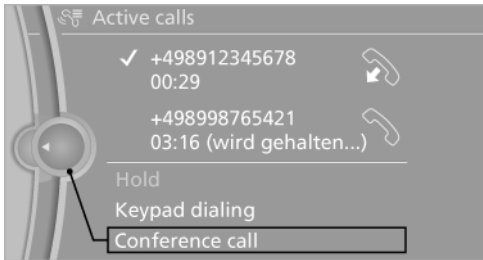 Active calls
+498912345678
00:29
+498998765421
03:16 (wird gehalten...)
Hold
Keypad dialing
Conference call